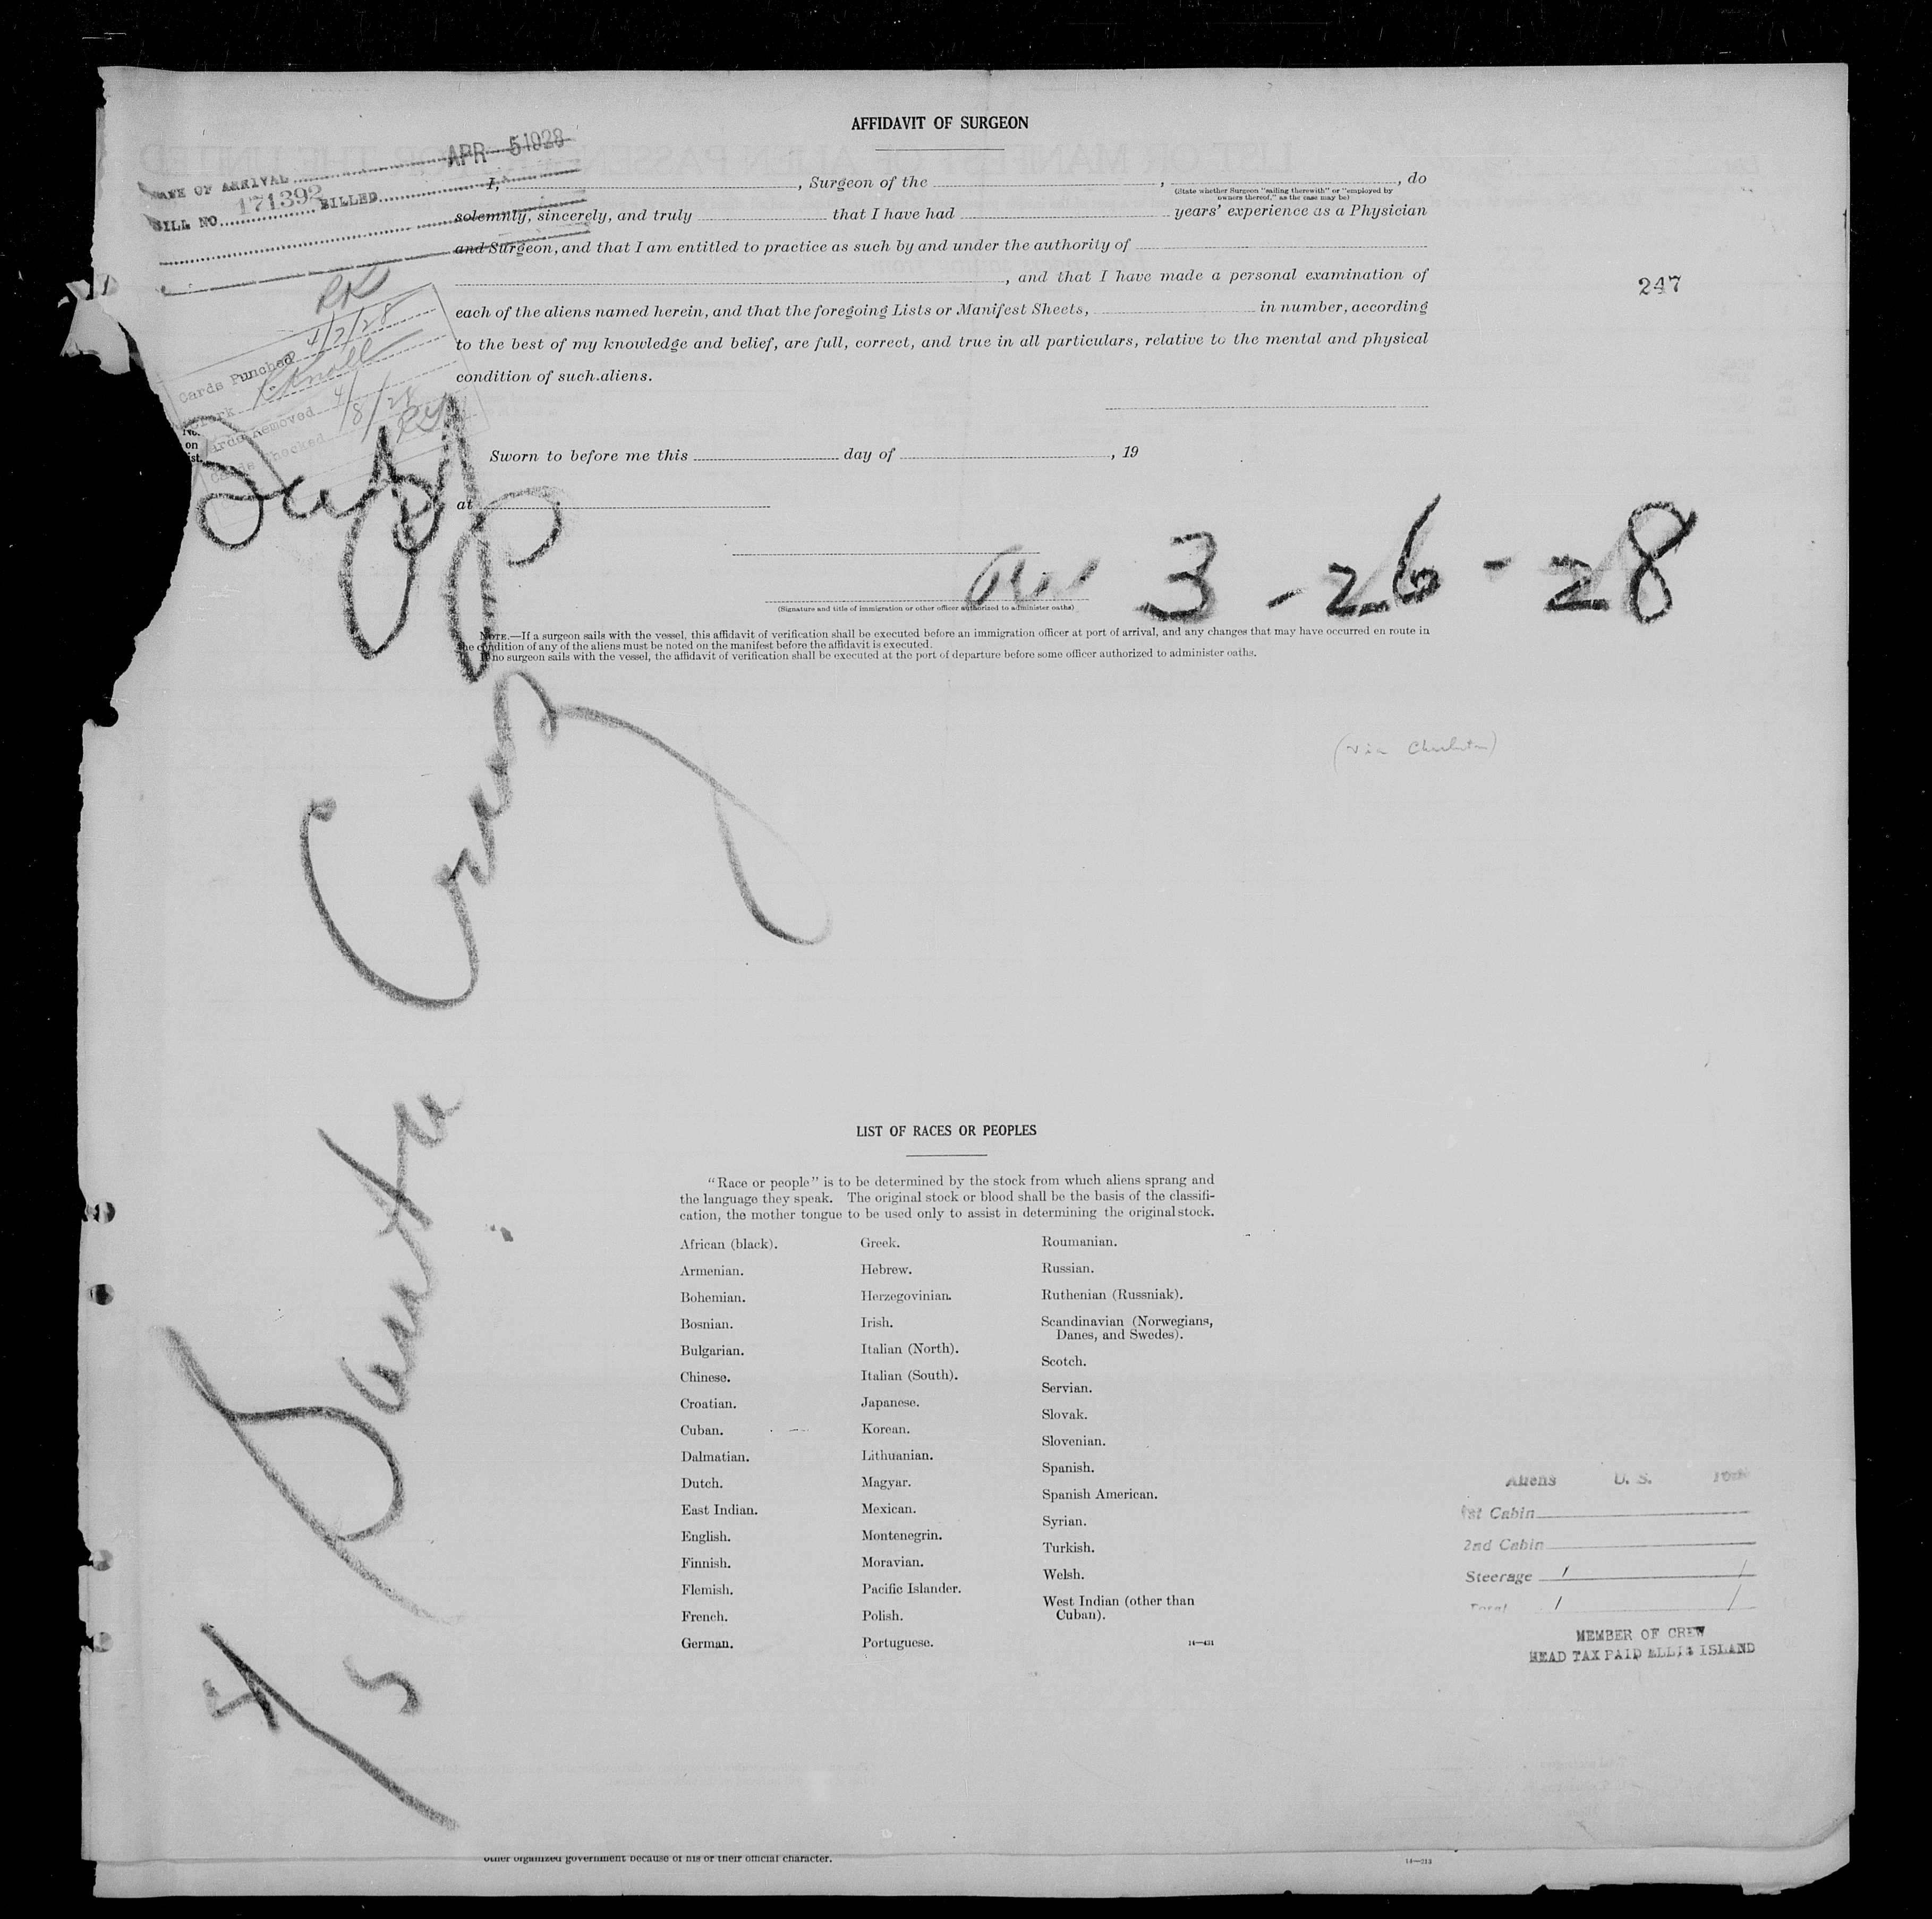 AFFIDAVIT OF SURGEON
APR 5 1928
DATE OF ARRIVAL
BILL NO. 171392 BILLED
I, , Surgeon of the , , do
(State whether Surgeon "sailing therewith" or "employed by
owners thereof," as the case may be)
solemnly, sincerely, and truly that I have had years' experience as a Physician
and Surgeon, and that I am entitled to practice as such by and under the authority of
, and that I have made a personal examination of
247
each of the aliens named herein, and that the foregoing Lists or Manifest Sheets, in number, according
to the best of my knowledge and belief, are full, correct, and true in all particulars, relative to the mental and physical
condition of such aliens.
Cards Punched 4/7/28
Clerk Knoll
Cards Removed 4/8/28
Checked
No.
on
ist.
Sworn to before me this day of , 19
at
3-26-28
(Signature and title of immigration or other officer authorized to administer oaths)
NOTE.—If a surgeon sails with the vessel, this affidavit of verification shall be executed before an immigration officer at port of arrival, and any changes that may have occurred en route in
the condition of any of the aliens must be noted on the manifest before the affidavit is executed.
If no surgeon sails with the vessel, the affidavit of verification shall be executed at the port of departure before some officer authorized to administer oaths.
(via Charleston)
S/S Santa Cruz
LIST OF RACES OR PEOPLES
"Race or people" is to be determined by the stock from which aliens sprang and
the language they speak. The original stock or blood shall be the basis of the classifi-
cation, the mother tongue to be used only to assist in determining the original stock.
African (black).
Armenian.
Bohemian.
Bosnian.
Bulgarian.
Chinese.
Croatian.
Cuban.
Dalmatian.
Dutch.
East Indian.
English.
Finnish.
Flemish.
French.
German.
Greek.
Hebrew.
Herzegovinian.
Irish.
Italian (North).
Italian (South).
Japanese.
Korean.
Lithuanian.
Magyar.
Mexican.
Montenegrin.
Moravian.
Pacific Islander.
Polish.
Portuguese.
Roumanian.
Russian.
Ruthenian (Russniak).
Scandinavian (Norwegians,
Danes, and Swedes).
Scotch.
Servian.
Slovak.
Slovenian.
Spanish.
Spanish American.
Syrian.
Turkish.
Welsh.
West Indian (other than
Cuban).
14—434
Aliens U. S. Total
1st Cabin
2nd Cabin
Steerage 1 1
Total 1 1
MEMBER OF CREW
HEAD TAX PAID ELLIS ISLAND
other organized government because of his or their official character.
14—213